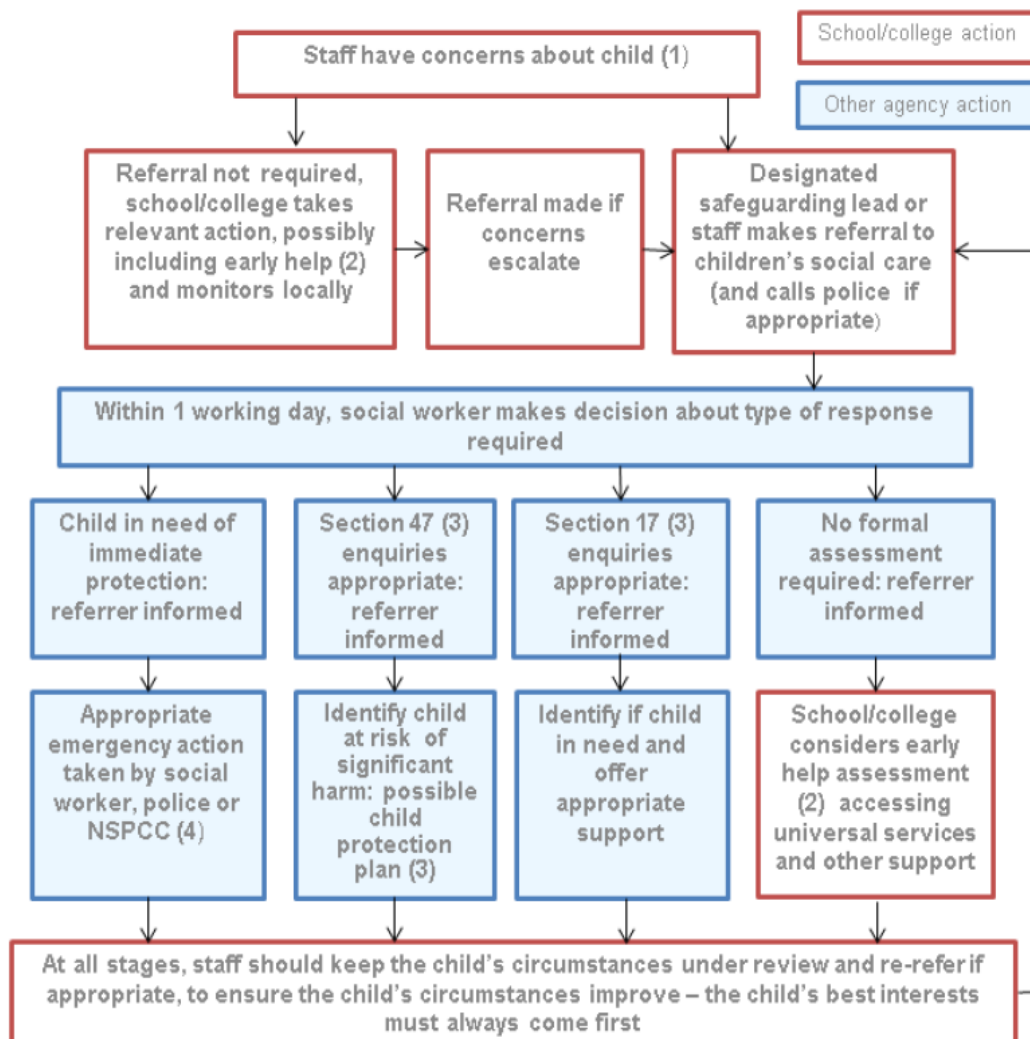 School/college action
Staff have concerns about child (1)
Other agency action
Referral not required,
school/college takes
relevant action, possibly
including early help (2)
and monitors locally
Referral made if
concerns
escalate
Designated
safeguarding lead or
staff makes referral to
children's social care
(and calls police if
appropriate)
Within 1 working day, social worker makes decision about type of response
required
Child in need of
immediate
protection:
referrer informed
Section 47 (3)
enquiries
appropriate:
referrer
informed
Section 17 (3)
enquiries
appropriate:
referrer
informed
No formal
assessment
required: referrer
informed
Appropriate
emergency action
taken by social
worker, police or
NSPCC (4)
Identify child
at risk of
significant
harm: possible
child
protection
plan (3)
Identify if child
in need and
offer
appropriate
support
School/college
considers early
help assessment
(2) accessing
universal services
and other support
At all stages, staff should keep the child's circumstances under review and re-refer if
appropriate, to ensure the child's circumstances improve – the child's best interests
must always come first